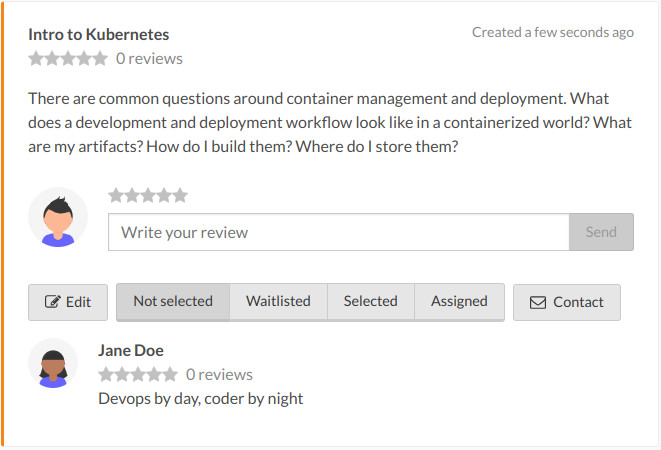 Intro to Kubernetes
Created a few seconds ago
0 reviews
There are common questions around container management and deployment. What
does a development and deployment workflow look like in a containerized world? What
are my artifacts? How do I build them? Where do I store them?
Write your review
Send
Edit
Not selected
Waitlisted
Selected
Assigned
Contact
Jane Doe
0 reviews
Devops by day, coder by night